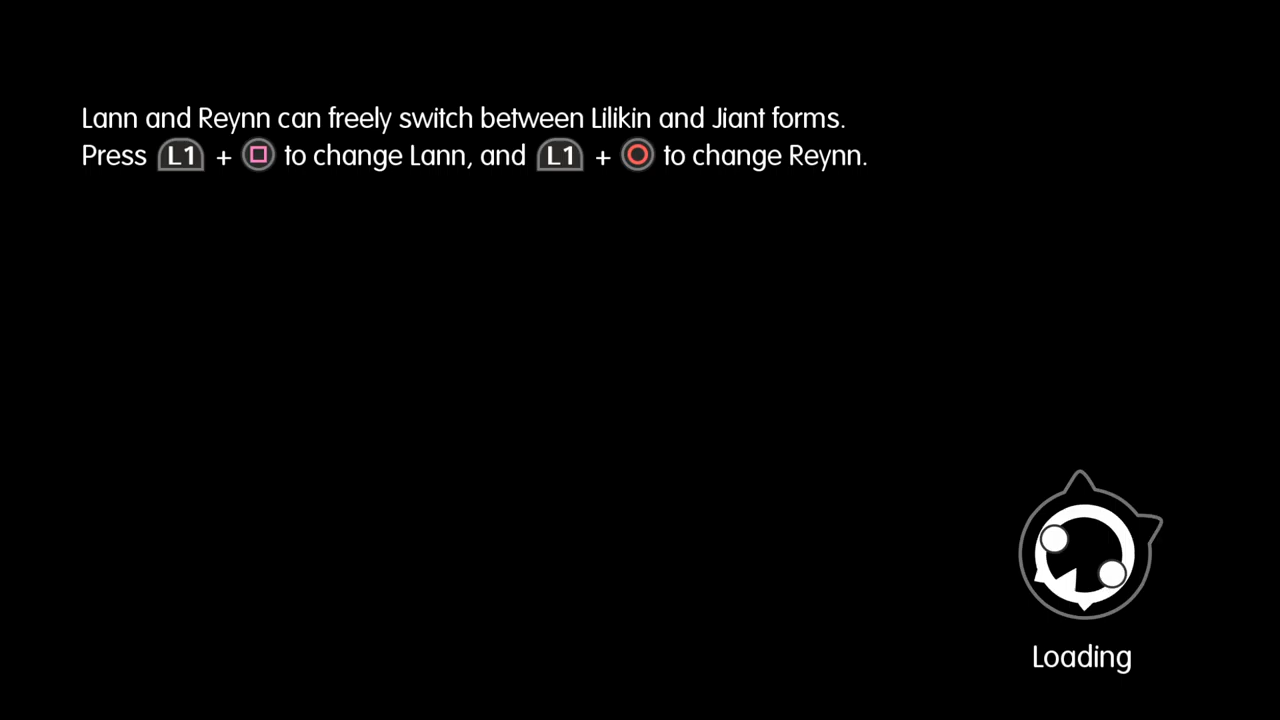 Lann and Reynn can freely switch between Lilikin and Jiant forms.
Press L1 + □ to change Lann, and L1 + ○ to change Reynn.
Loading